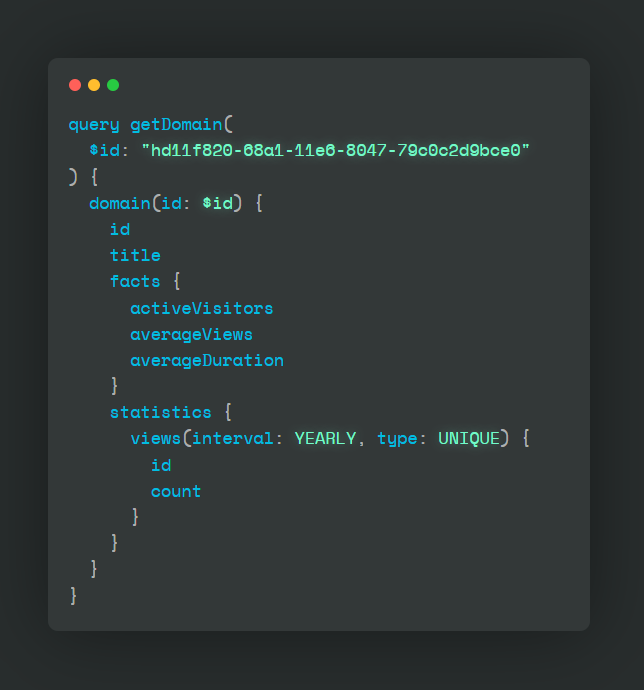 query getDomain(
  $id: "hd11f820-68a1-11e6-8047-79c0c2d9bce0"
) {
  domain(id: $id) {
    id
    title
    facts {
      activeVisitors
      averageViews
      averageDuration
    }
    statistics {
      views(interval: YEARLY, type: UNIQUE) {
        id
        count
      }
    }
  }
}